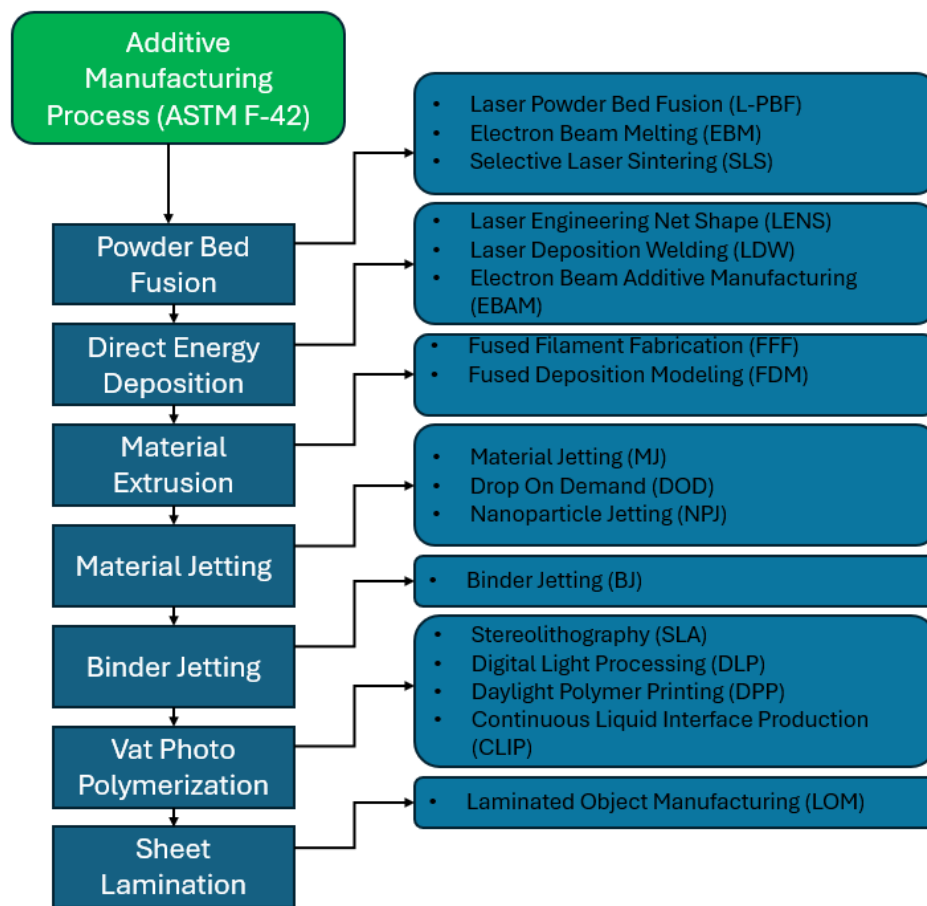 Additive
Manufacturing
Process (ASTM F-42)
Powder Bed
Fusion
• Laser Powder Bed Fusion (L-PBF)
• Electron Beam Melting (EBM)
• Selective Laser Sintering (SLS)
Direct Energy
Deposition
• Laser Engineering Net Shape (LENS)
• Laser Deposition Welding (LDW)
• Electron Beam Additive Manufacturing
(EBAM)
Material
Extrusion
• Fused Filament Fabrication (FFF)
• Fused Deposition Modeling (FDM)
Material Jetting
• Material Jetting (MJ)
• Drop On Demand (DOD)
• Nanoparticle Jetting (NPJ)
Binder Jetting
• Binder Jetting (BJ)
Vat Photo
Polymerization
• Stereolithography (SLA)
• Digital Light Processing (DLP)
• Daylight Polymer Printing (DPP)
• Continuous Liquid Interface Production
(CLIP)
Sheet
Lamination
• Laminated Object Manufacturing (LOM)